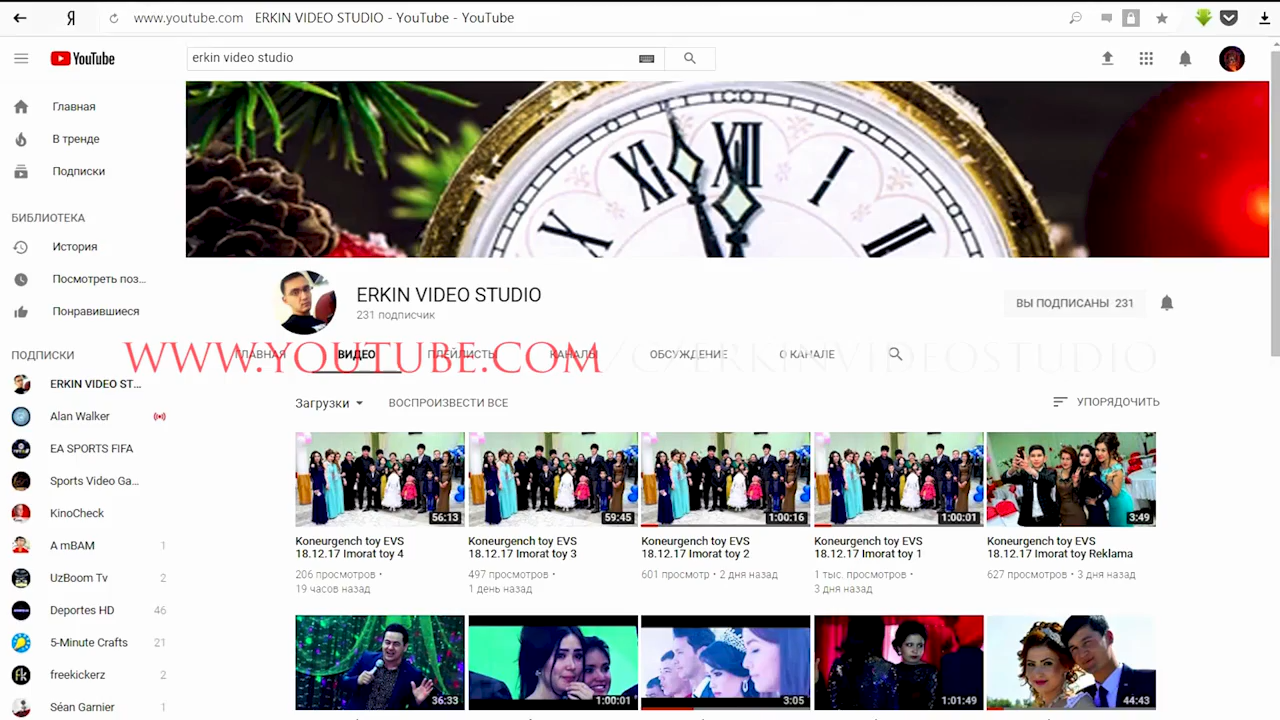 www.youtube.com ERKIN VIDEO STUDIO - YouTube - YouTube
YouTube
erkin video studio
Главная
В тренде
Подписки
БИБЛИОТЕКА
История
Посмотреть поз...
Понравившиеся
ПОДПИСКИ
ERKIN VIDEO ST...
Alan Walker
EA SPORTS FIFA
Sports Video Ga...
KinoCheck
A mBAM 1
UzBoom Tv 2
Deportes HD 46
5-Minute Crafts 21
freekickerz 2
Séan Garnier 1
X XI XII I II
ERKIN VIDEO STUDIO
231 подписчик
ВЫ ПОДПИСАНЫ 231
WWW.YOUTUBE.COM/C/ERKINVIDEOSTUDIO
ГЛАВНАЯ ВИДЕО ПЛЕЙЛИСТЫ КАНАЛЫ ОБСУЖДЕНИЕ О КАНАЛЕ
Загрузки ВОСПРОИЗВЕСТИ ВСЕ
УПОРЯДОЧИТЬ
56:13
Koneurgench toy EVS
18.12.17 Imorat toy 4
206 просмотров •
19 часов назад
59:45
Koneurgench toy EVS
18.12.17 Imorat toy 3
497 просмотров •
1 день назад
1:00:16
Koneurgench toy EVS
18.12.17 Imorat toy 2
601 просмотр • 2 дня назад
1:00:01
Koneurgench toy EVS
18.12.17 Imorat toy 1
1 тыс. просмотров •
3 дня назад
3:49
Koneurgench toy EVS
18.12.17 Imorat toy Reklama
627 просмотров • 3 дня назад
36:33
1:00:01
3:05
1:01:49
44:43